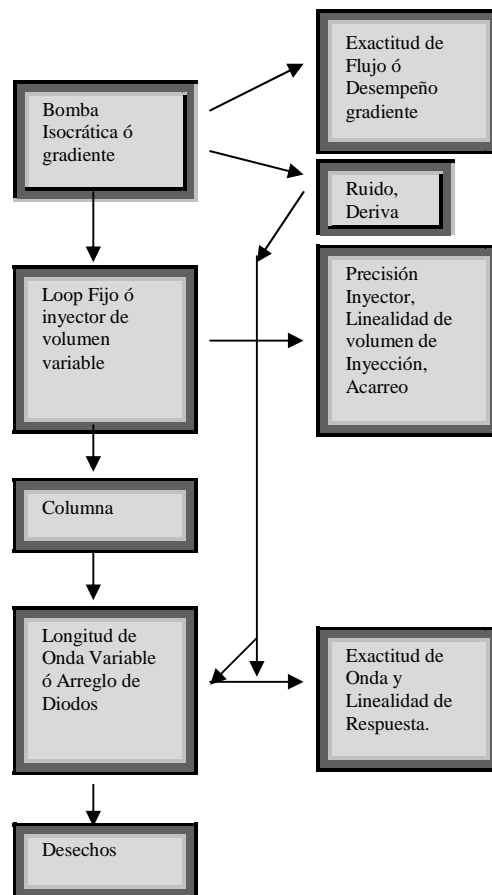 Exactitud de
Flujo ó
Desempeño
gradiente
Bomba
Isocrática ó
gradiente
Ruido,
Deriva
Loop Fijo ó
inyector de
volumen
variable
Precisión
Inyector,
Linealidad de
volumen de
Inyección,
Acarreo
Columna
Longitud de
Onda Variable
ó Arreglo de
Diodos
Exactitud de
Onda y
Linealidad de
Respuesta.
Desechos